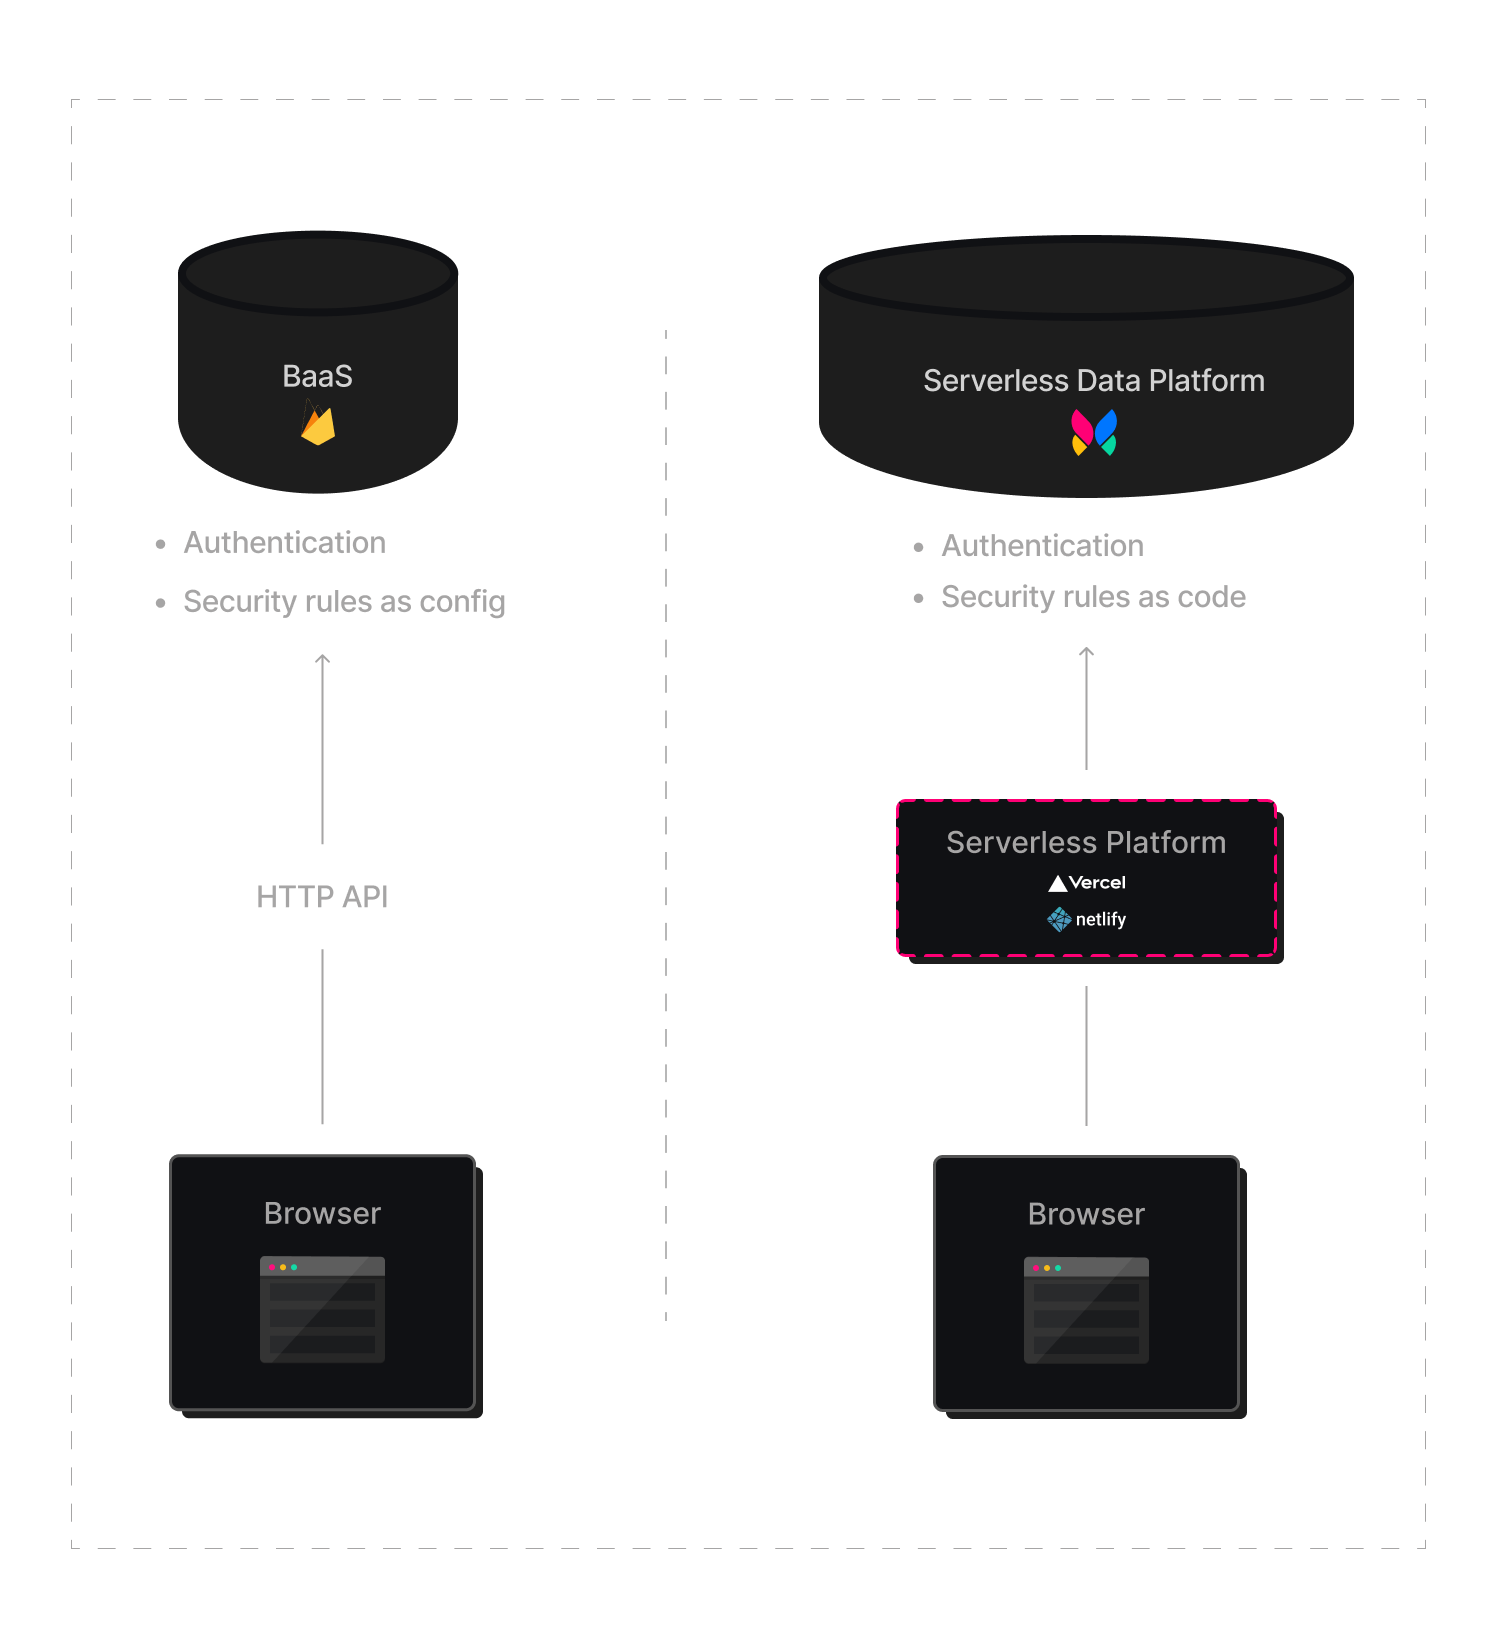 BaaS
Authentication
Security rules as config
HTTP API
Browser
Serverless Data Platform
Authentication
Security rules as code
Serverless Platform
Vercel
netlify
Browser